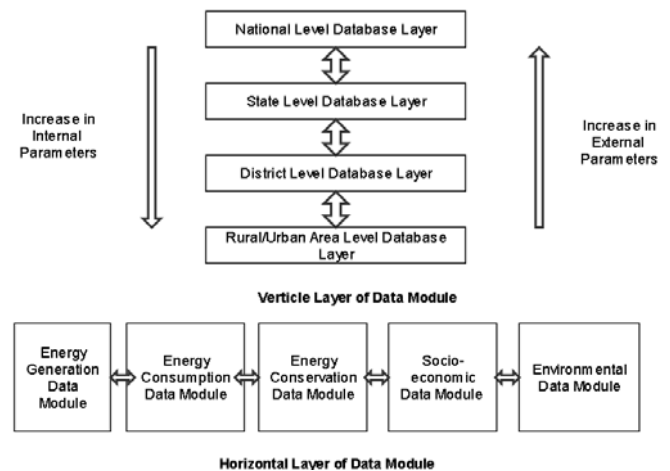 National Level Database Layer
State Level Database Layer
Increase in
Internal
Parameters
Increase in
External
Parameters
District Level Database Layer
Rural/Urban Area Level Database
Layer
Verticle Layer of Data Module
Energy
Generation
Data
Module
Energy
Consumption
Data Module
Energy
Conservation
Data Module
Socio-
economic
Data Module
Environmental
Data Module
Horizontal Layer of Data Module